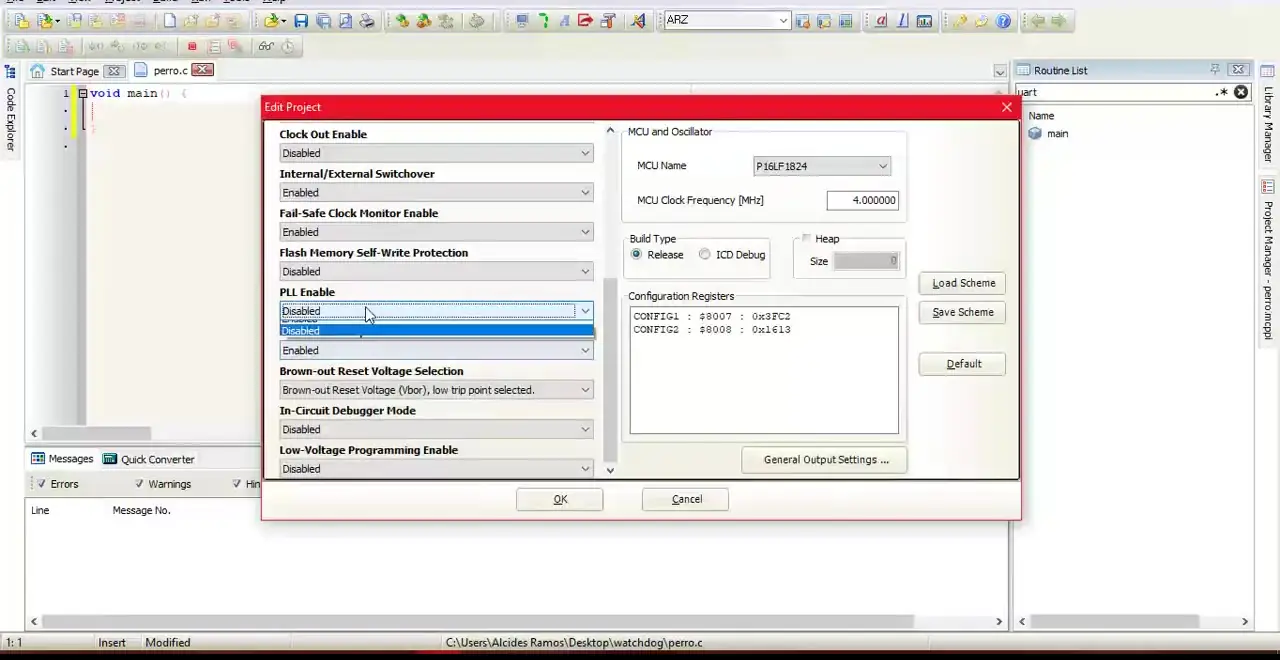 ARZ
Start Page
perro.c
Routine List
uart
Name
main
Code Explorer
Library Manager
Project Manager - perro.mcppi
1
void main() {
}
Edit Project
Clock Out Enable
Disabled
Internal/External Switchover
Enabled
Fail-Safe Clock Monitor Enable
Enabled
Flash Memory Self-Write Protection
Disabled
PLL Enable
Disabled
Disabled
Enabled
Brown-out Reset Voltage Selection
Brown-out Reset Voltage (Vbor), low trip point selected.
In-Circuit Debugger Mode
Disabled
Low-Voltage Programming Enable
Disabled
MCU and Oscillator
MCU Name
P16LF1824
MCU Clock Frequency [MHz]
4.000000
Build Type
Release
ICD Debug
Heap
Size
0
Configuration Registers
CONFIG1 : $8007 : 0x3FC2
CONFIG2 : $8008 : 0x1613
Load Scheme
Save Scheme
Default
General Output Settings ...
OK
Cancel
Messages
Quick Converter
Errors
Warnings
Line
Message No.
1: 1
Insert
Modified
C:\Users\Alcides Ramos\Desktop\watchdog\perro.c